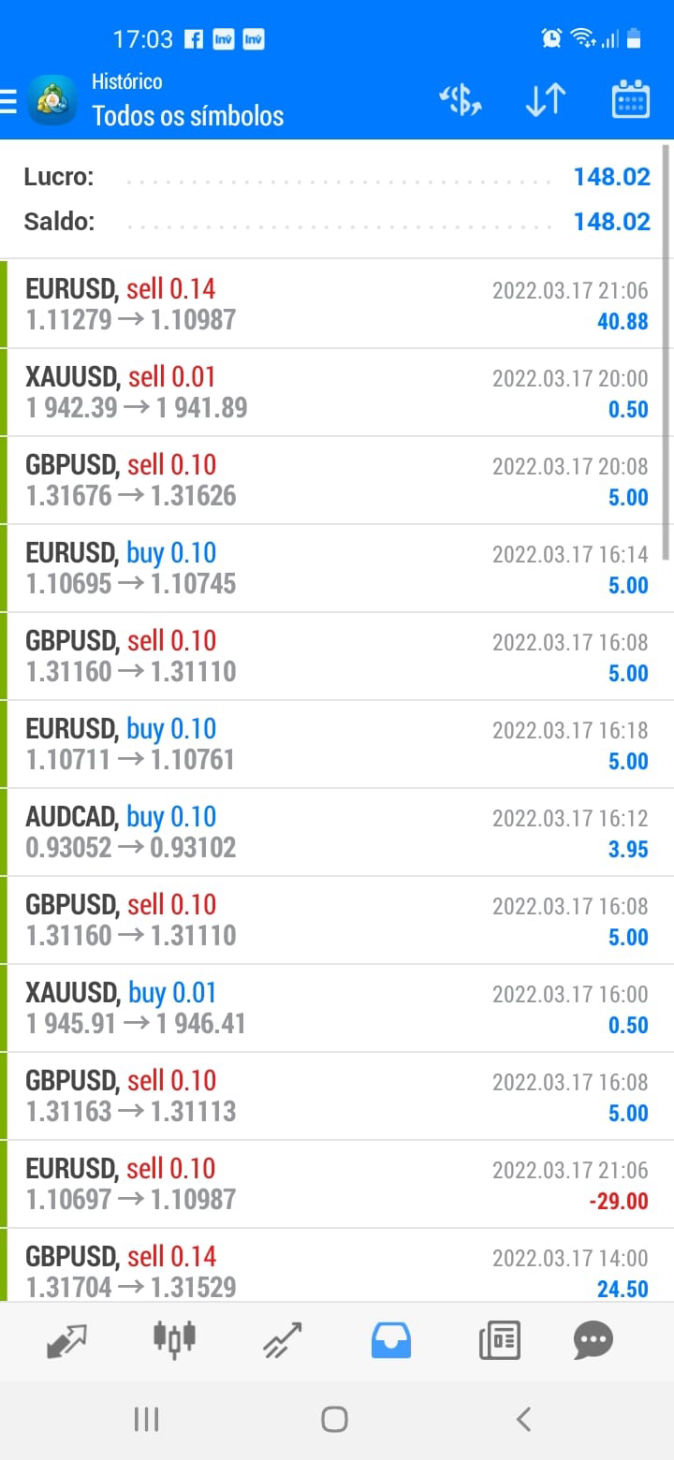 17:03
Histórico
Todos os símbolos
Lucro: 148.02
Saldo: 148.02
EURUSD, sell 0.14 2022.03.17 21:06
1.11279 → 1.10987 40.88
XAUUSD, sell 0.01 2022.03.17 20:00
1 942.39 → 1 941.89 0.50
GBPUSD, sell 0.10 2022.03.17 20:08
1.31676 → 1.31626 5.00
EURUSD, buy 0.10 2022.03.17 16:14
1.10695 → 1.10745 5.00
GBPUSD, sell 0.10 2022.03.17 16:08
1.31160 → 1.31110 5.00
EURUSD, buy 0.10 2022.03.17 16:18
1.10711 → 1.10761 5.00
AUDCAD, buy 0.10 2022.03.17 16:12
0.93052 → 0.93102 3.95
GBPUSD, sell 0.10 2022.03.17 16:08
1.31160 → 1.31110 5.00
XAUUSD, buy 0.01 2022.03.17 16:00
1 945.91 → 1 946.41 0.50
GBPUSD, sell 0.10 2022.03.17 16:08
1.31163 → 1.31113 5.00
EURUSD, sell 0.10 2022.03.17 21:06
1.10697 → 1.10987 -29.00
GBPUSD, sell 0.14 2022.03.17 14:00
1.31704 → 1.31529 24.50